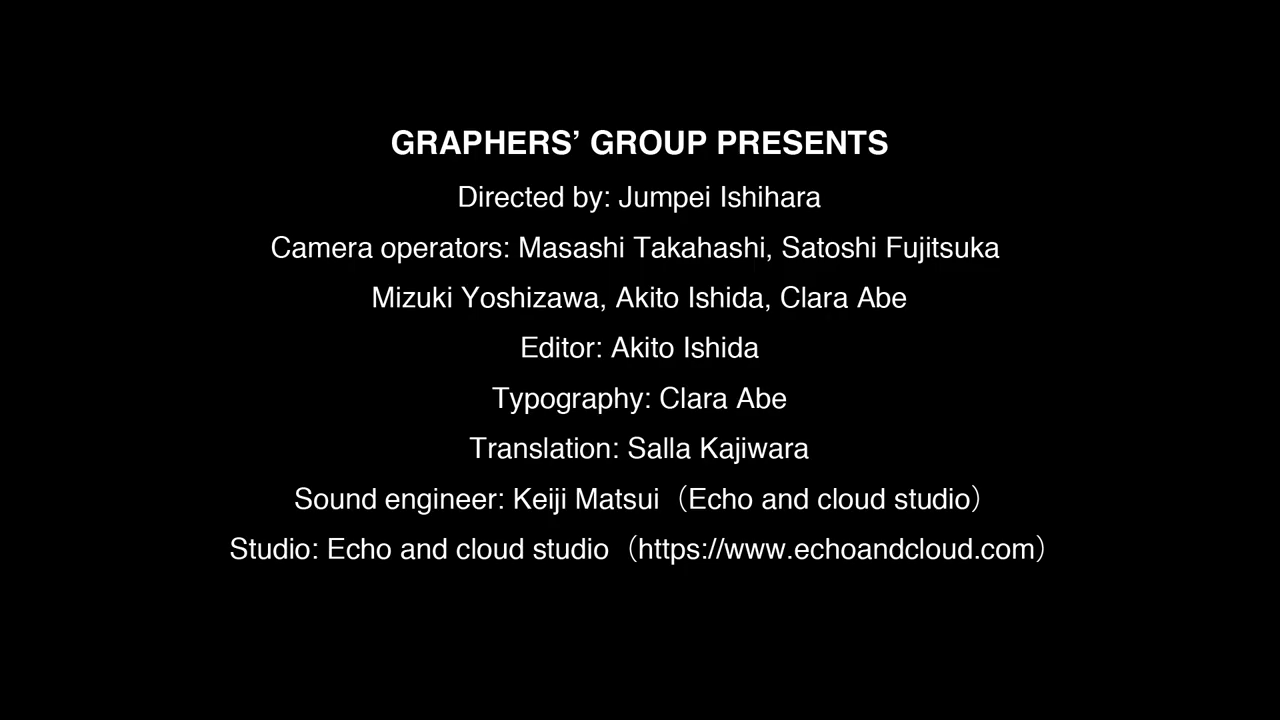 GRAPHERS’ GROUP PRESENTS
Directed by: Jumpei Ishihara
Camera operators: Masashi Takahashi, Satoshi Fujitsuka
Mizuki Yoshizawa, Akito Ishida, Clara Abe
Editor: Akito Ishida
Typography: Clara Abe
Translation: Salla Kajiwara
Sound engineer: Keiji Matsui（Echo and cloud studio）
Studio: Echo and cloud studio（https://www.echoandcloud.com）